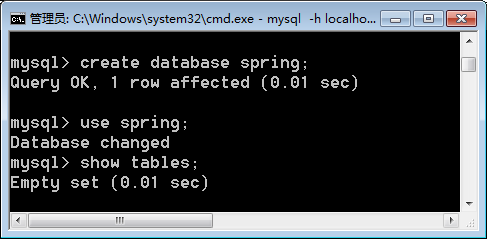 管理员: C:\Windows\system32\cmd.exe - mysql  -h localho...
mysql> create database spring;
Query OK, 1 row affected (0.01 sec)
mysql> use spring;
Database changed
mysql> show tables;
Empty set (0.01 sec)